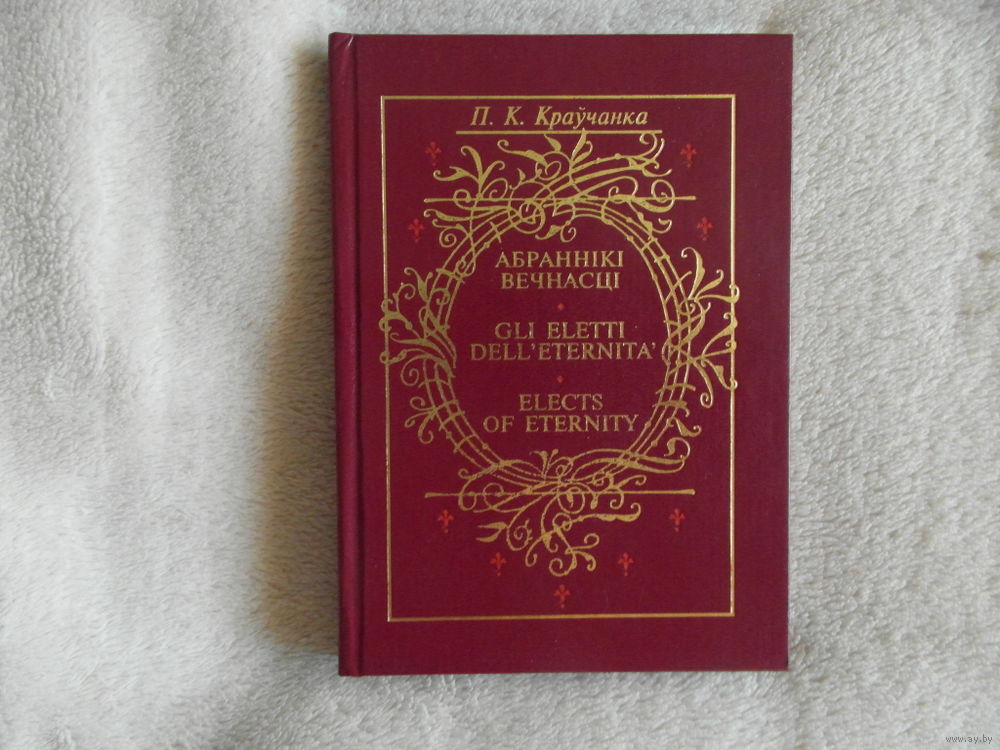 П. К. Краўчанка
АБРАННІКІ
ВЕЧНАСЦІ
GLI ELETTI
DELL'ETERNITA'
ELECTS
OF ETERNITY
www.ay.by